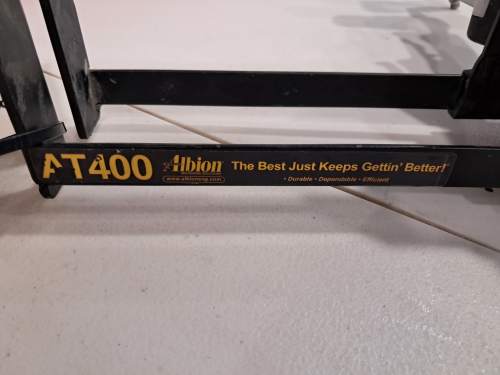 AT400 Albion The Best Just Keeps Gettin' Better!
www.albioneng.com • Durable • Dependable • Efficient